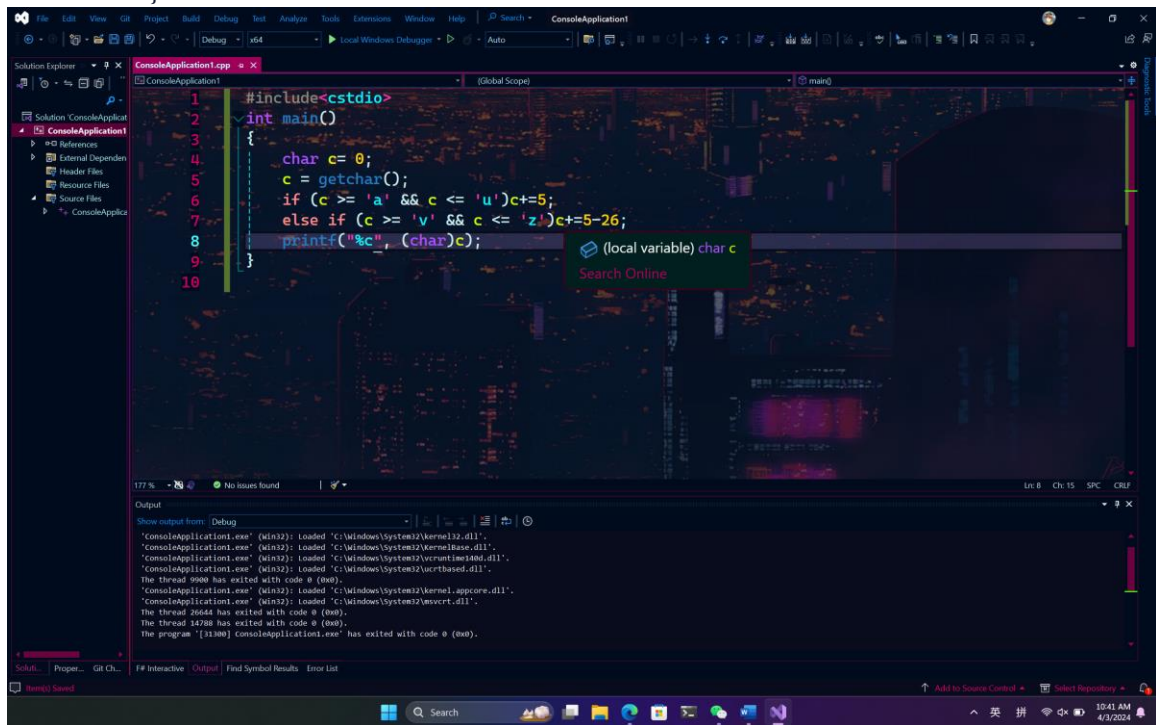 File Edit View Git Project Build Debug Test Analyze Tools Extensions Window Help Search ConsoleApplication1
Debug x64 Local Windows Debugger Auto
Solution Explorer
ConsoleApplication1.cpp
ConsoleApplication1 (Global Scope) main()
Diagnostic Tools
Solution 'ConsoleApplicat
ConsoleApplication1
References
External Dependen
Header Files
Resource Files
Source Files
ConsoleApplica
1 #include<cstdio>
2 int main()
3 {
4 char c= 0;
5 c = getchar();
6 if (c >= 'a' && c <= 'u')c+=5;
7 else if (c >= 'v' && c <= 'z')c+=5-26;
8 printf("%c", (char)c);
9 }
10
(local variable) char c
Search Online
177 % No issues found Ln: 8 Ch: 15 SPC CRLF
Output
Show output from: Debug
'ConsoleApplication1.exe' (Win32): Loaded 'C:\Windows\System32\kernel32.dll'.
'ConsoleApplication1.exe' (Win32): Loaded 'C:\Windows\System32\KernelBase.dll'.
'ConsoleApplication1.exe' (Win32): Loaded 'C:\Windows\System32\vcruntime140d.dll'.
'ConsoleApplication1.exe' (Win32): Loaded 'C:\Windows\System32\ucrtbased.dll'.
The thread 9900 has exited with code 0 (0x0).
'ConsoleApplication1.exe' (Win32): Loaded 'C:\Windows\System32\kernel.appcore.dll'.
'ConsoleApplication1.exe' (Win32): Loaded 'C:\Windows\System32\msvcrt.dll'.
The thread 26644 has exited with code 0 (0x0).
The thread 14788 has exited with code 0 (0x0).
The program '[31300] ConsoleApplication1.exe' has exited with code 0 (0x0).
Soluti... Proper... Git Ch... F# Interactive Output Find Symbol Results Error List
Item(s) Saved Add to Source Control Select Repository
Search 英 拼 10:41 AM
4/3/2024